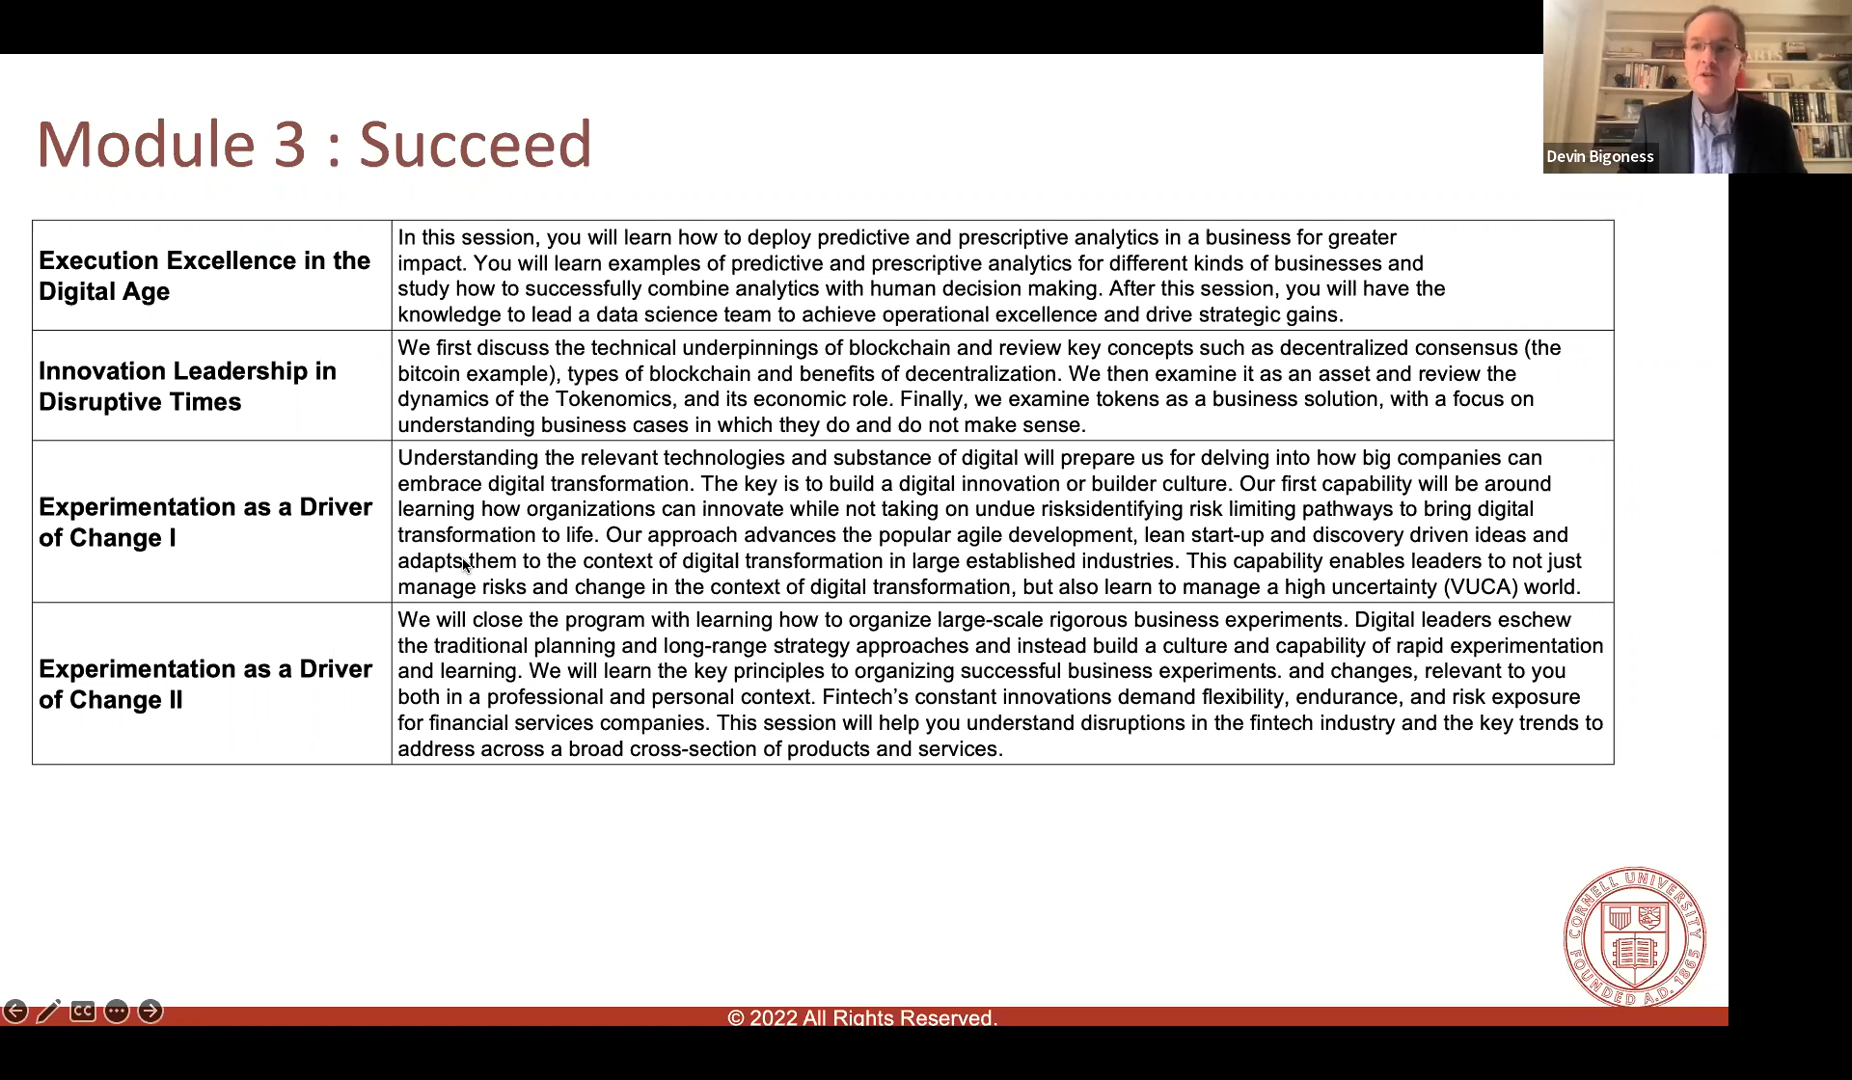 Module 3 : Succeed
Devin Bigoness
Execution Excellence in the
Digital Age
In this session, you will learn how to deploy predictive and prescriptive analytics in a business for greater
impact. You will learn examples of predictive and prescriptive analytics for different kinds of businesses and
study how to successfully combine analytics with human decision making. After this session, you will have the
knowledge to lead a data science team to achieve operational excellence and drive strategic gains.
Innovation Leadership in
Disruptive Times
We first discuss the technical underpinnings of blockchain and review key concepts such as decentralized consensus (the
bitcoin example), types of blockchain and benefits of decentralization. We then examine it as an asset and review the
dynamics of the Tokenomics, and its economic role. Finally, we examine tokens as a business solution, with a focus on
understanding business cases in which they do and do not make sense.
Experimentation as a Driver
of Change I
Understanding the relevant technologies and substance of digital will prepare us for delving into how big companies can
embrace digital transformation. The key is to build a digital innovation or builder culture. Our first capability will be around
learning how organizations can innovate while not taking on undue risksidentifying risk limiting pathways to bring digital
transformation to life. Our approach advances the popular agile development, lean start-up and discovery driven ideas and
adapts them to the context of digital transformation in large established industries. This capability enables leaders to not just
manage risks and change in the context of digital transformation, but also learn to manage a high uncertainty (VUCA) world.
Experimentation as a Driver
of Change II
We will close the program with learning how to organize large-scale rigorous business experiments. Digital leaders eschew
the traditional planning and long-range strategy approaches and instead build a culture and capability of rapid experimentation
and learning. We will learn the key principles to organizing successful business experiments. and changes, relevant to you
both in a professional and personal context. Fintech’s constant innovations demand flexibility, endurance, and risk exposure
for financial services companies. This session will help you understand disruptions in the fintech industry and the key trends to
address across a broad cross-section of products and services.
CORNELL UNIVERSITY
FOUNDED A.D. 1865
CC
© 2022 All Rights Reserved.